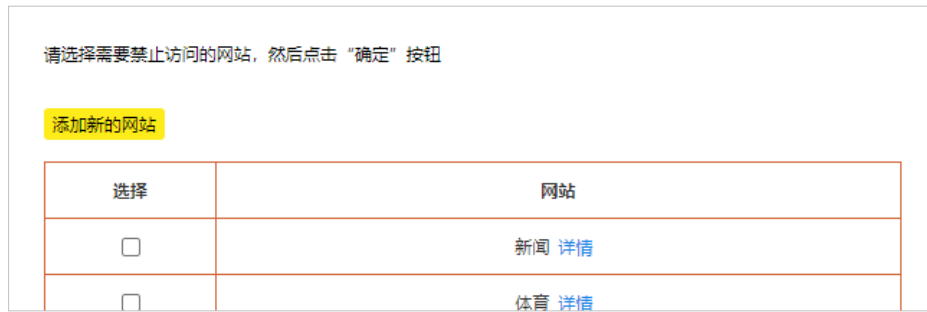 请选择需要禁止访问的网站，然后点击“确定”按钮
添加新的网站
选择 网站
新闻 详情
体育 详情